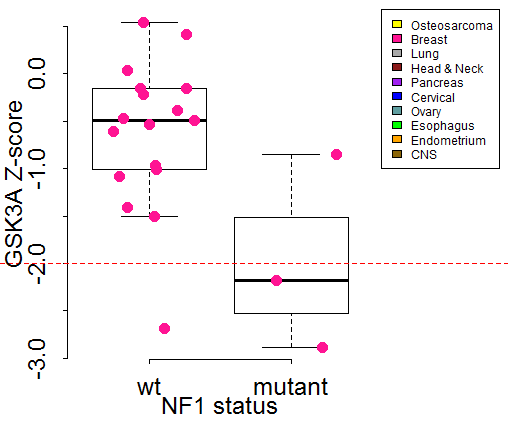 Osteosarcoma
Breast
Lung
Head & Neck
Pancreas
Cervical
Ovary
Esophagus
Endometrium
CNS
GSK3A Z-score
0.0
-1.0
-2.0
-3.0
wt
mutant
NF1 status